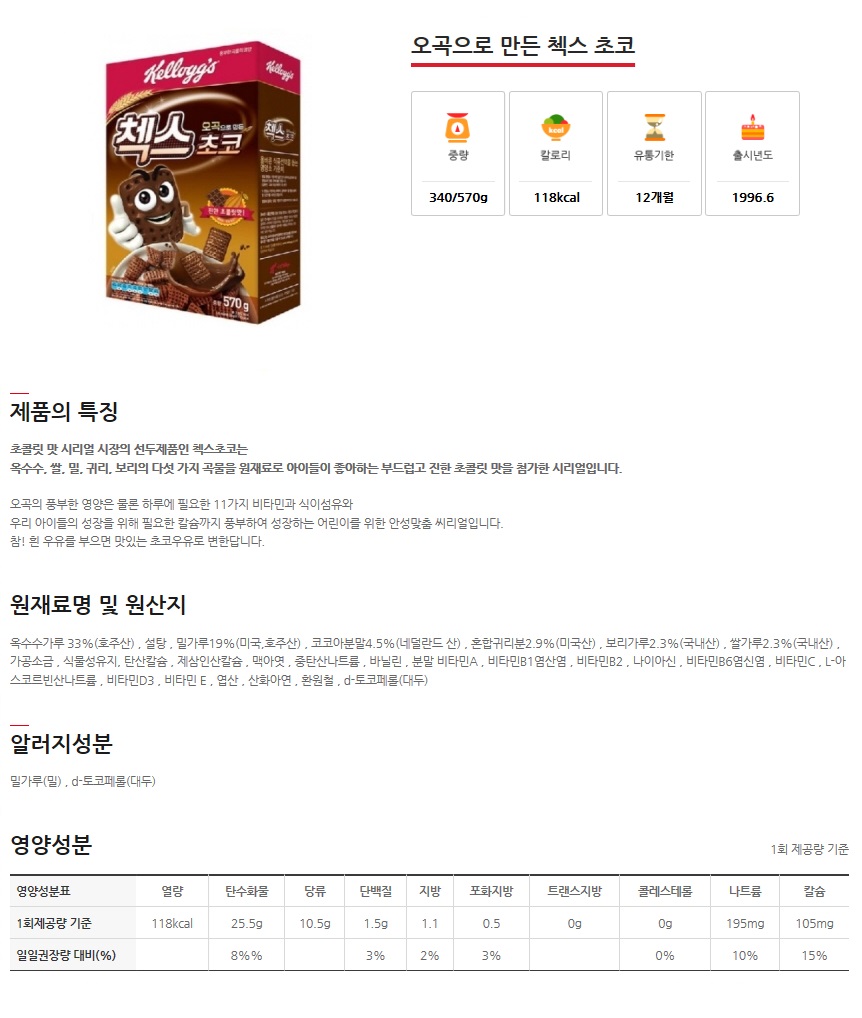 Kellogg's
Kellogg's
첵스
오곡으로 만든
초코
첵스
초코
진한 초콜릿맛!
570 g
오곡으로 만든 첵스 초코
중량
칼로리
유통기한
출시년도
kcal
340/570g
118kcal
12개월
1996.6
제품의 특징
초콜릿 맛 시리얼 시장의 선두제품인 첵스초코는
옥수수, 쌀, 밀, 귀리, 보리의 다섯 가지 곡물을 원재료로 아이들이 좋아하는 부드럽고 진한 초콜릿 맛을 첨가한 시리얼입니다.
오곡의 풍부한 영양은 물론 하루에 필요한 11가지 비타민과 식이섬유와
우리 아이들의 성장을 위해 필요한 칼슘까지 풍부하여 성장하는 어린이를 위한 안성맞춤 씨리얼입니다.
참! 흰 우유를 부으면 맛있는 초코우유로 변한답니다.
원재료명 및 원산지
옥수수가루 33%(호주산) , 설탕 , 밀가루19%(미국,호주산) , 코코아분말4.5%(네덜란드 산) , 혼합귀리분2.9%(미국산) , 보리가루2.3%(국내산) , 쌀가루2.3%(국내산) ,
가공소금 , 식물성유지, 탄산칼슘 , 제삼인산칼슘 , 맥아엿 , 중탄산나트륨 , 바닐린 , 분말 비타민A , 비타민B1염산염 , 비타민B2 , 나이아신 , 비타민B6염신염 , 비타민C , L-아
스코르빈산나트륨 , 비타민D3 , 비타민 E , 엽산 , 산화아연 , 환원철 , d-토코페롤(대두)
알러지성분
밀가루(밀) , d-토코페롤(대두)
영양성분
1회 제공량 기준
영양성분표 열량 탄수화물 당류 단백질 지방 포화지방 트랜스지방 콜레스테롤 나트륨 칼슘
1회제공량 기준 118kcal 25.5g 10.5g 1.5g 1.1 0.5 0g 0g 195mg 105mg
일일권장량 대비(%) 8%% 3% 2% 3% 0% 10% 15%